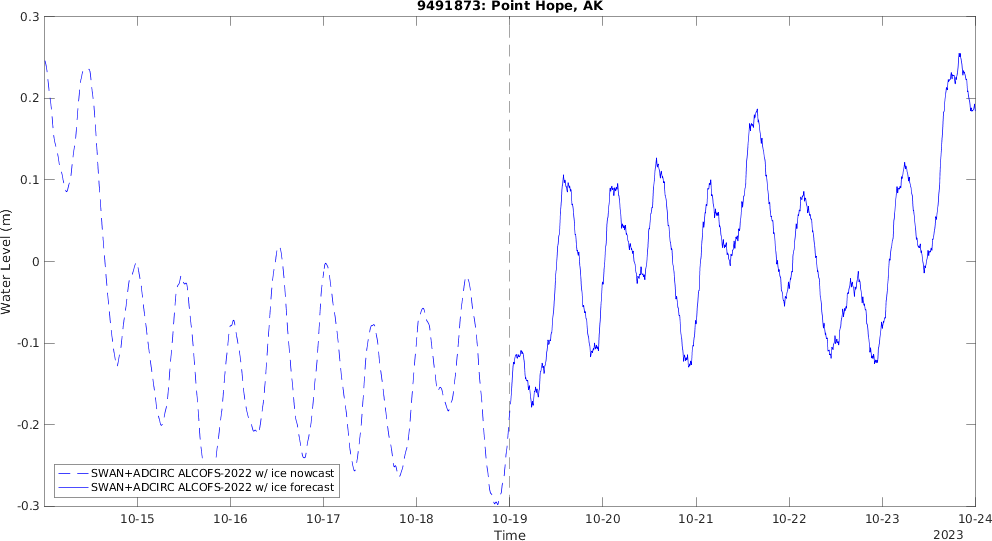 9491873: Point Hope, AK
0.3
0.2
0.1
0
-0.1
-0.2
-0.3
Water Level (m)
SWAN+ADCIRC ALCOFS-2022 w/ ice nowcast
SWAN+ADCIRC ALCOFS-2022 w/ ice forecast
10-15 10-16 10-17 10-18 10-19 10-20 10-21 10-22 10-23 10-24
Time
2023